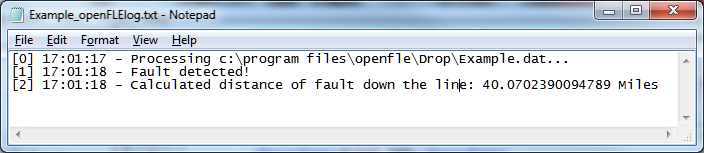 Example_openFLElog.txt - Notepad
File Edit Format View Help
[0] 17:01:17 - Processing c:\program files\openfle\Drop\Example.dat...
[1] 17:01:18 - Fault detected!
[2] 17:01:18 - Calculated distance of fault down the line: 40.0702390094789 Miles